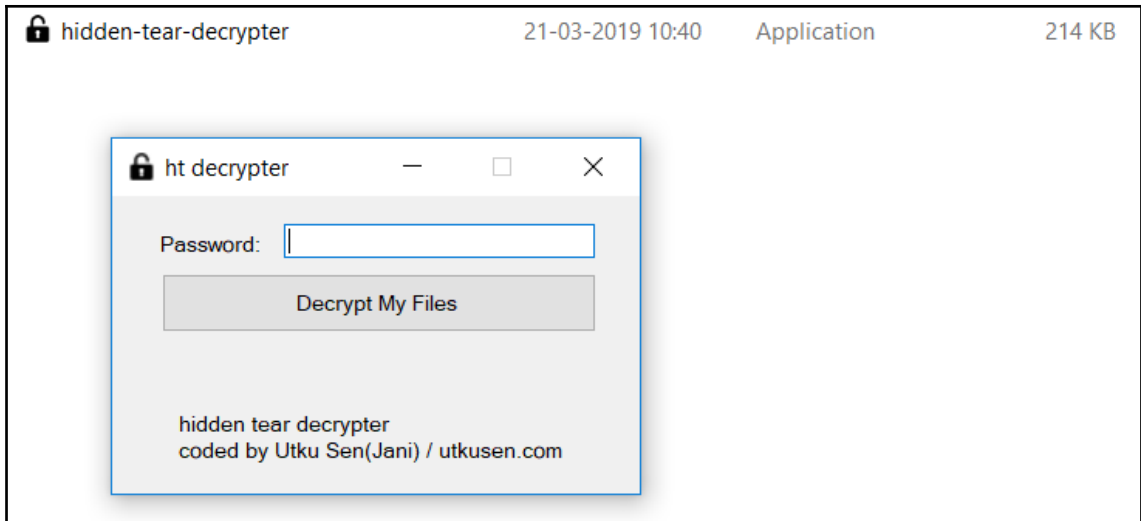 hidden-tear-decrypter 21-03-2019 10:40 Application 214 KB
ht decrypter
Password:
Decrypt My Files
hidden tear decrypter
coded by Utku Sen(Jani) / utkusen.com